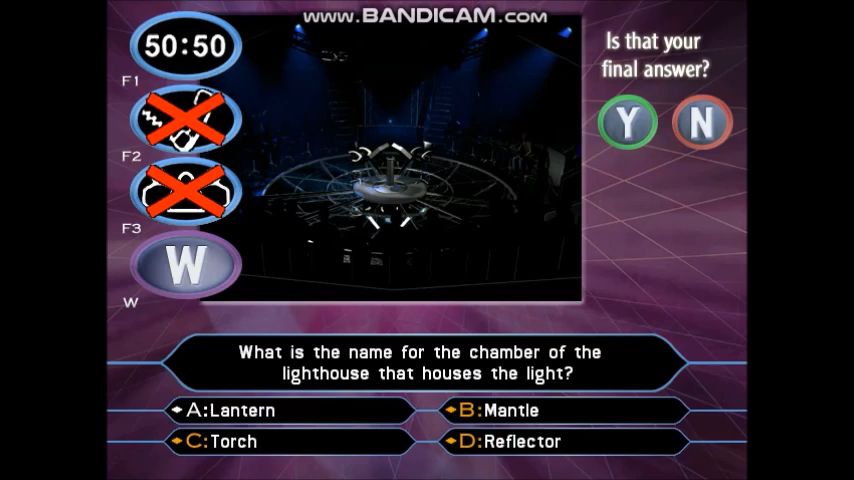 www.BANDICAM.com
50:50
F1
F2
F3
W
W
Is that your
final answer?
Y N
What is the name for the chamber of the
lighthouse that houses the light?
A:Lantern B:Mantle
C:Torch D:Reflector